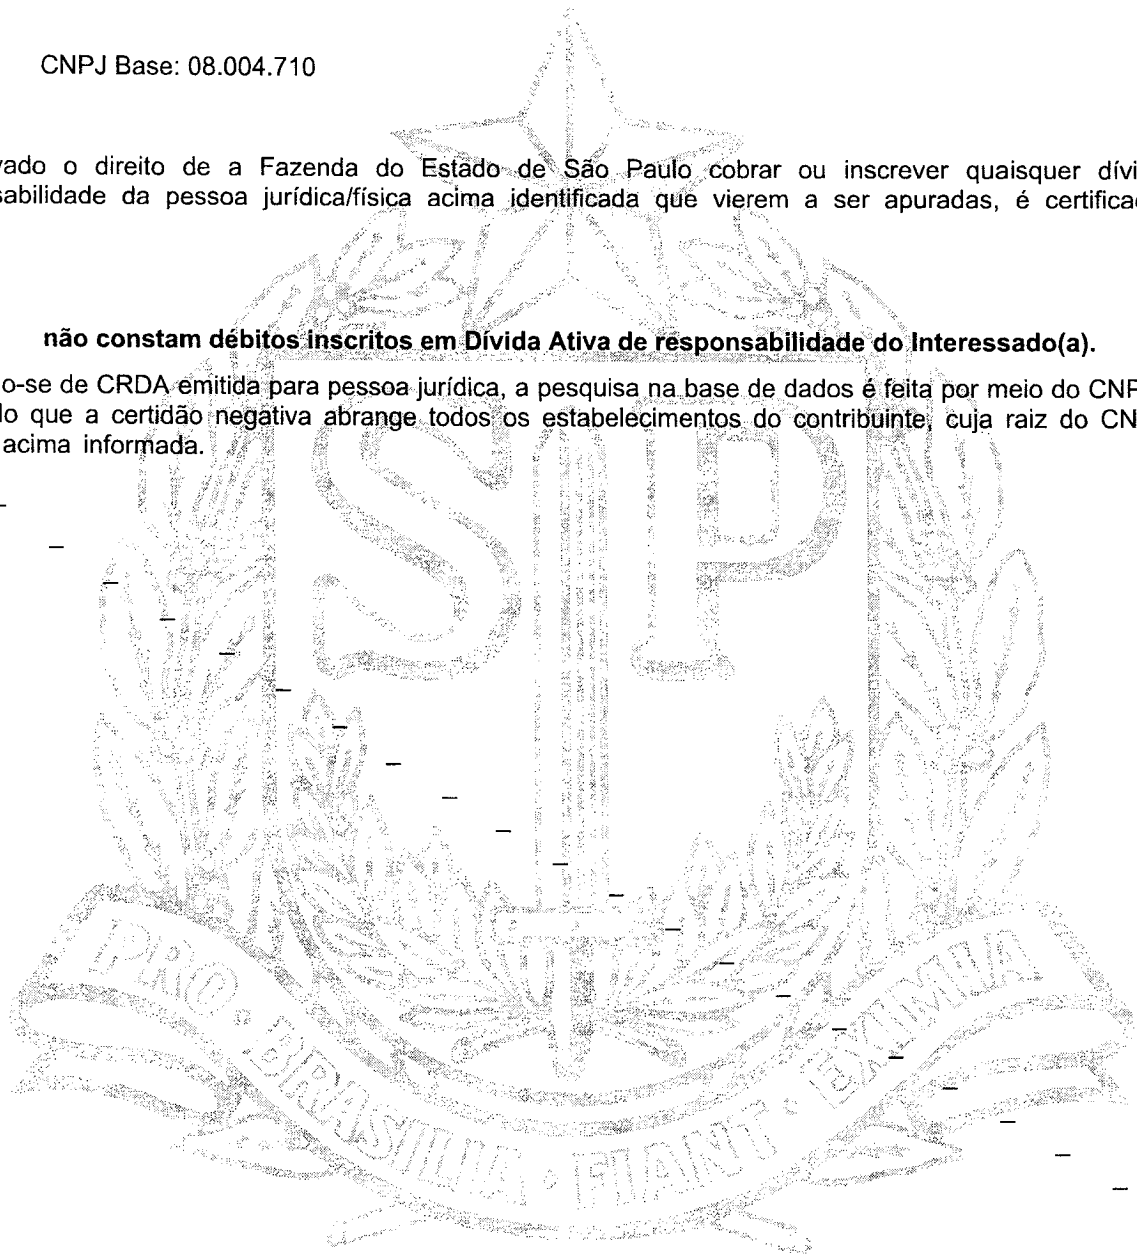 CNPJ Base: 08.004.710
vado o direito de a Fazenda do Estado de São Paulo cobrar ou inscrever quaisquer dívi
sabilidade da pessoa jurídica/física acima identificada que vierem a ser apuradas, é certifica
não constam débitos inscritos em Dívida Ativa de responsabilidade do Interessado(a).
o-se de CRDA emitida para pessoa jurídica, a pesquisa na base de dados é feita por meio do CNP
do que a certidão negativa abrange todos os estabelecimentos do contribuinte, cuja raiz do CN
acima informada.
SP
PRO · BRASILIA · FIANT · EXIMIA